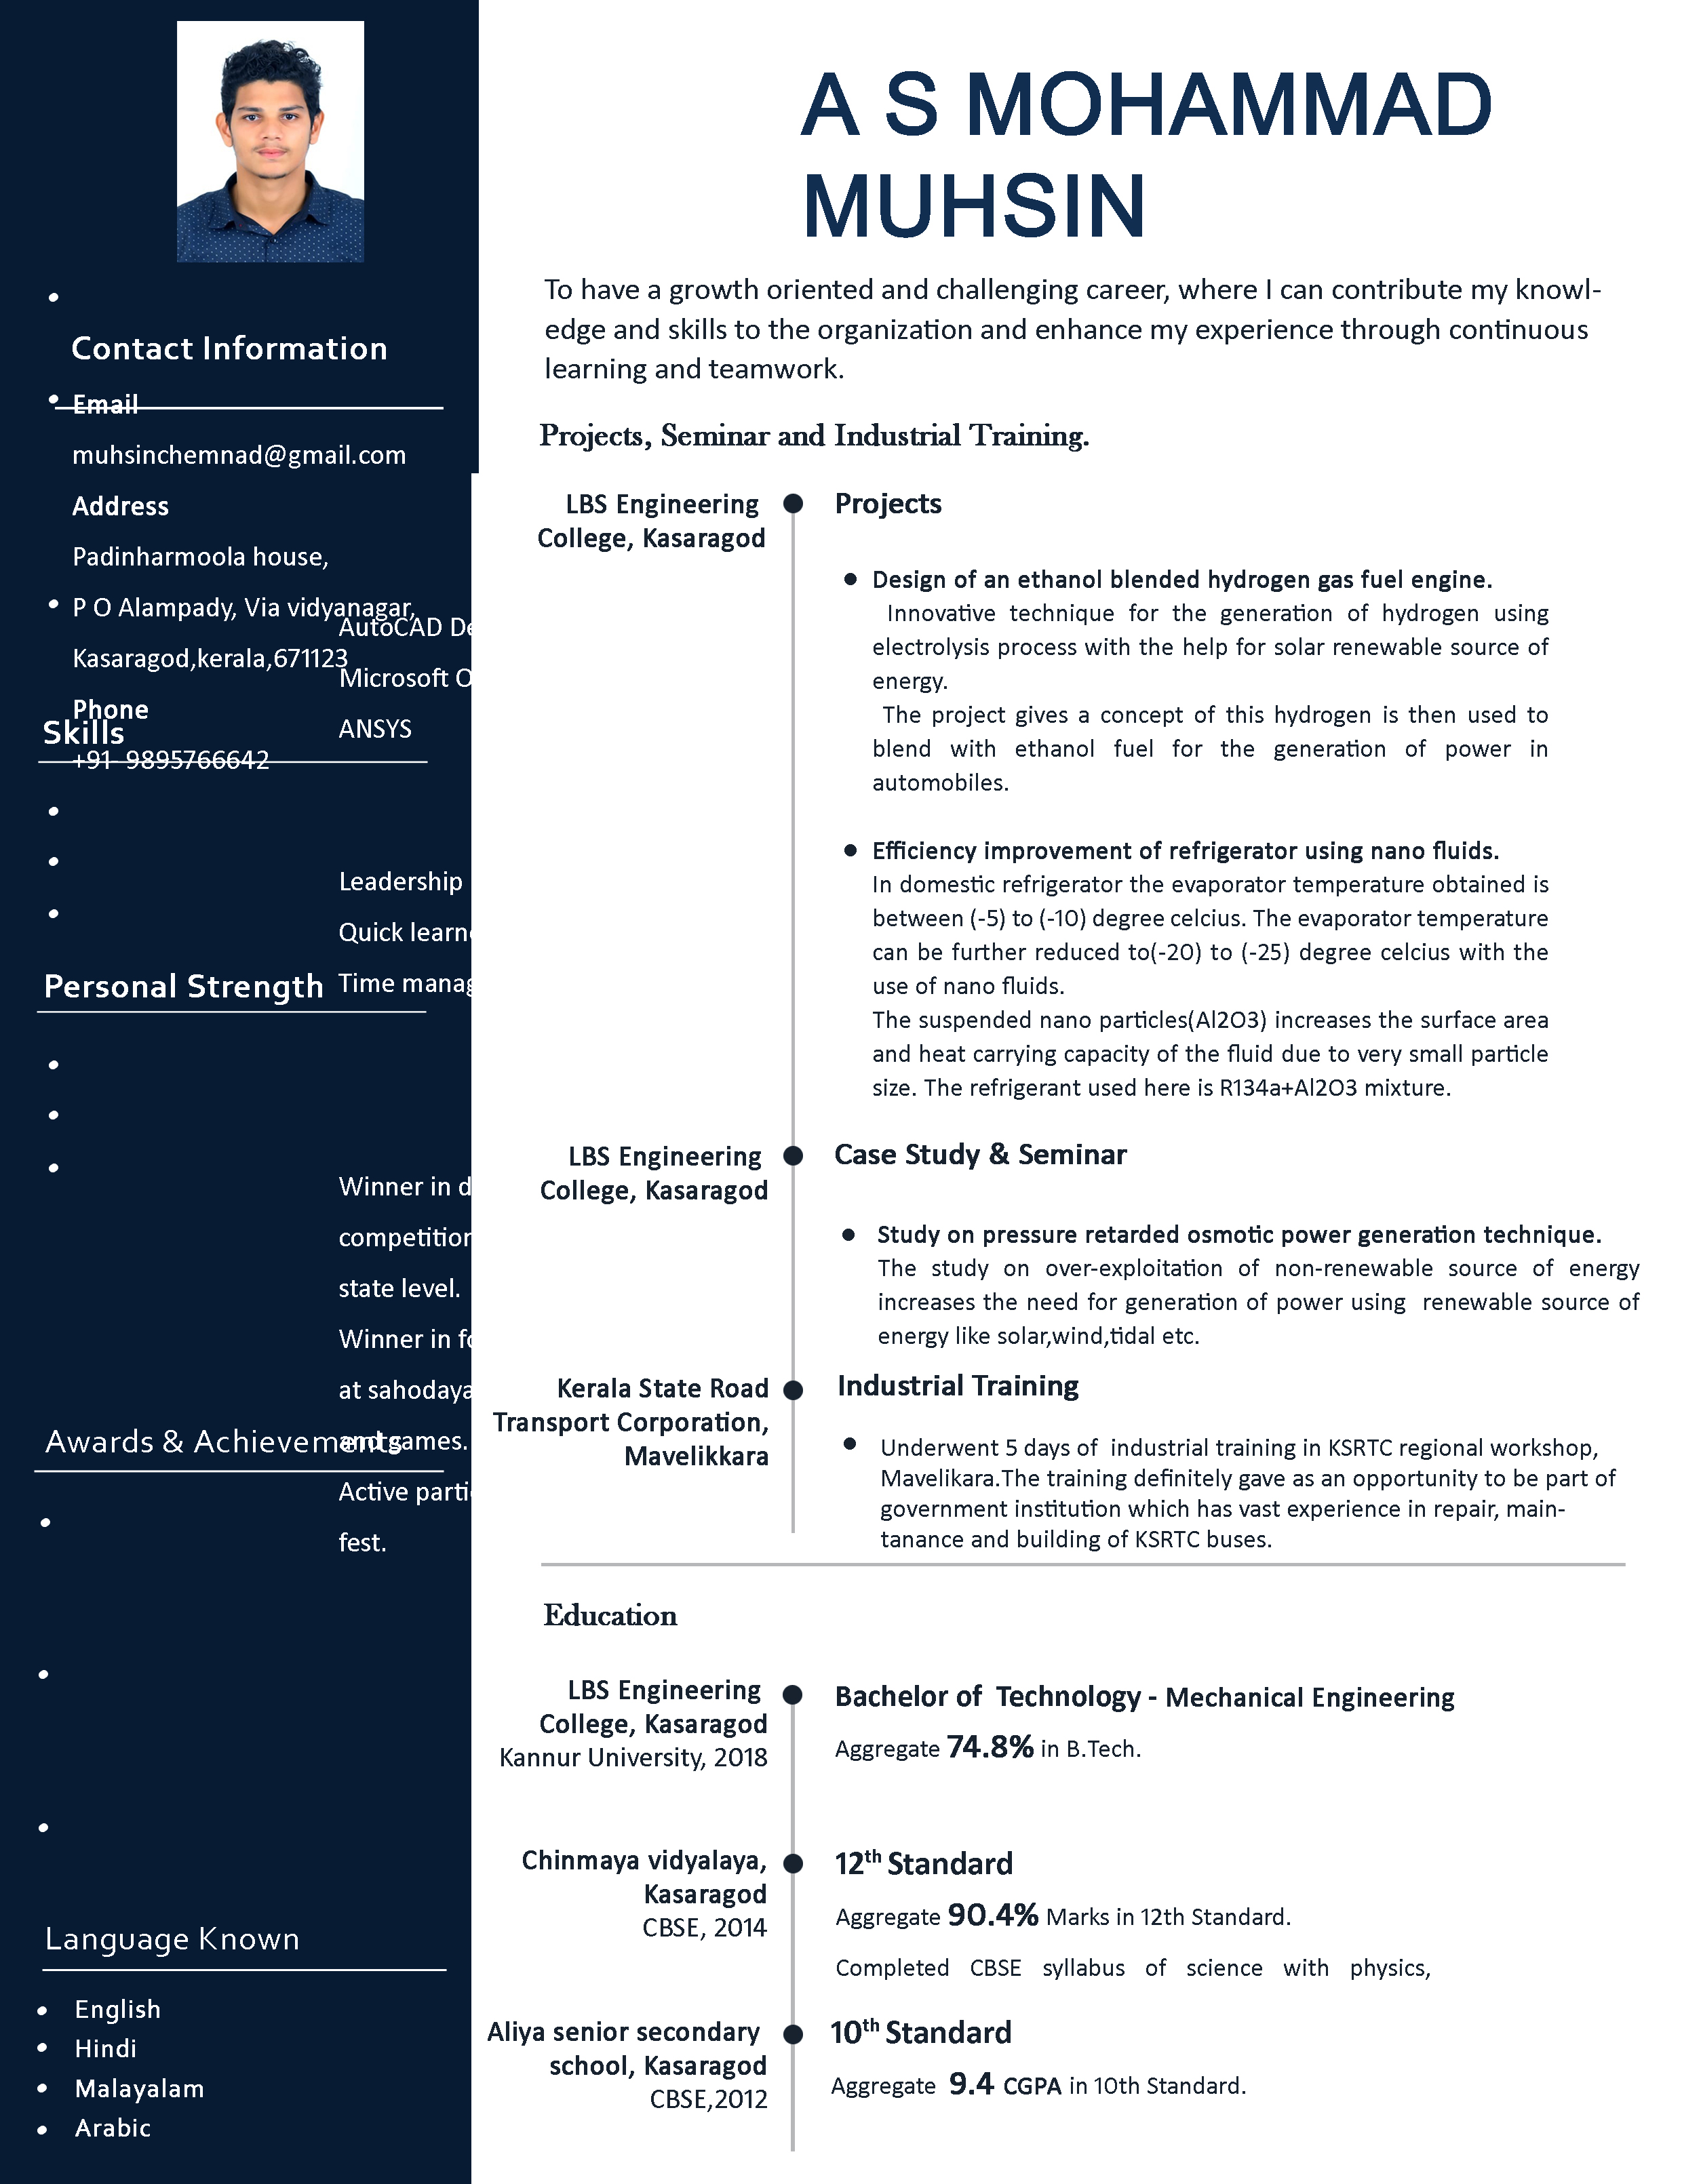 A S MOHAMMAD
MUHSIN
To have a growth oriented and challenging career, where I can contribute my knowl-
edge and skills to the organization and enhance my experience through continuous
learning and teamwork.
Contact Information
Email
muhsinchemnad@gmail.com
Address
Padinharmoola house,
P O Alampady, Via vidyanagar,
Kasaragod,kerala,671123
Phone
+91- 9895766642
Skills
AutoCAD
Microsoft
ANSYS
Personal Strength
Leadership
Quick
Time
Awards & Achievements
Winner in
state level.
Winner in
at
and games.
Active
fest.
Language Known
English
Hindi
Malayalam
Arabic
Projects, Seminar and Industrial Training.
LBS Engineering
College, Kasaragod
Projects
Design of an ethanol blended hydrogen gas fuel engine.
Innovative technique for the generation of hydrogen using
electrolysis process with the help for solar renewable source of
energy.
The project gives a concept of this hydrogen is then used to
blend with ethanol fuel for the generation of power in
automobiles.
Efficiency improvement of refrigerator using nano fluids.
In domestic refrigerator the evaporator temperature obtained is
between (-5) to (-10) degree celcius. The evaporator temperature
can be further reduced to(-20) to (-25) degree celcius with the
use of nano fluids.
The suspended nano particles(Al2O3) increases the surface area
and heat carrying capacity of the fluid due to very small particle
size. The refrigerant used here is R134a+Al2O3 mixture.
LBS Engineering
College, Kasaragod
Case Study & Seminar
Study on pressure retarded osmotic power generation technique.
The study on over-exploitation of non-renewable source of energy
increases the need for generation of power using renewable source of
energy like solar,wind,tidal etc.
Kerala State Road
Transport Corporation,
Mavelikkara
Industrial Training
Underwent 5 days of industrial training in KSRTC regional workshop,
Mavelikara.The training definitely gave as an opportunity to be part of
government institution which has vast experience in repair, main-
tanance and building of KSRTC buses.
Education
LBS Engineering
College, Kasaragod
Kannur University, 2018
Bachelor of Technology - Mechanical Engineering
Aggregate 74.8% in B.Tech.
Chinmaya vidyalaya,
Kasaragod
CBSE, 2014
12th Standard
Aggregate 90.4% Marks in 12th Standard.
Completed CBSE syllabus of science with physics,
Aliya senior secondary
school, Kasaragod
CBSE,2012
10th Standard
Aggregate 9.4 CGPA in 10th Standard.